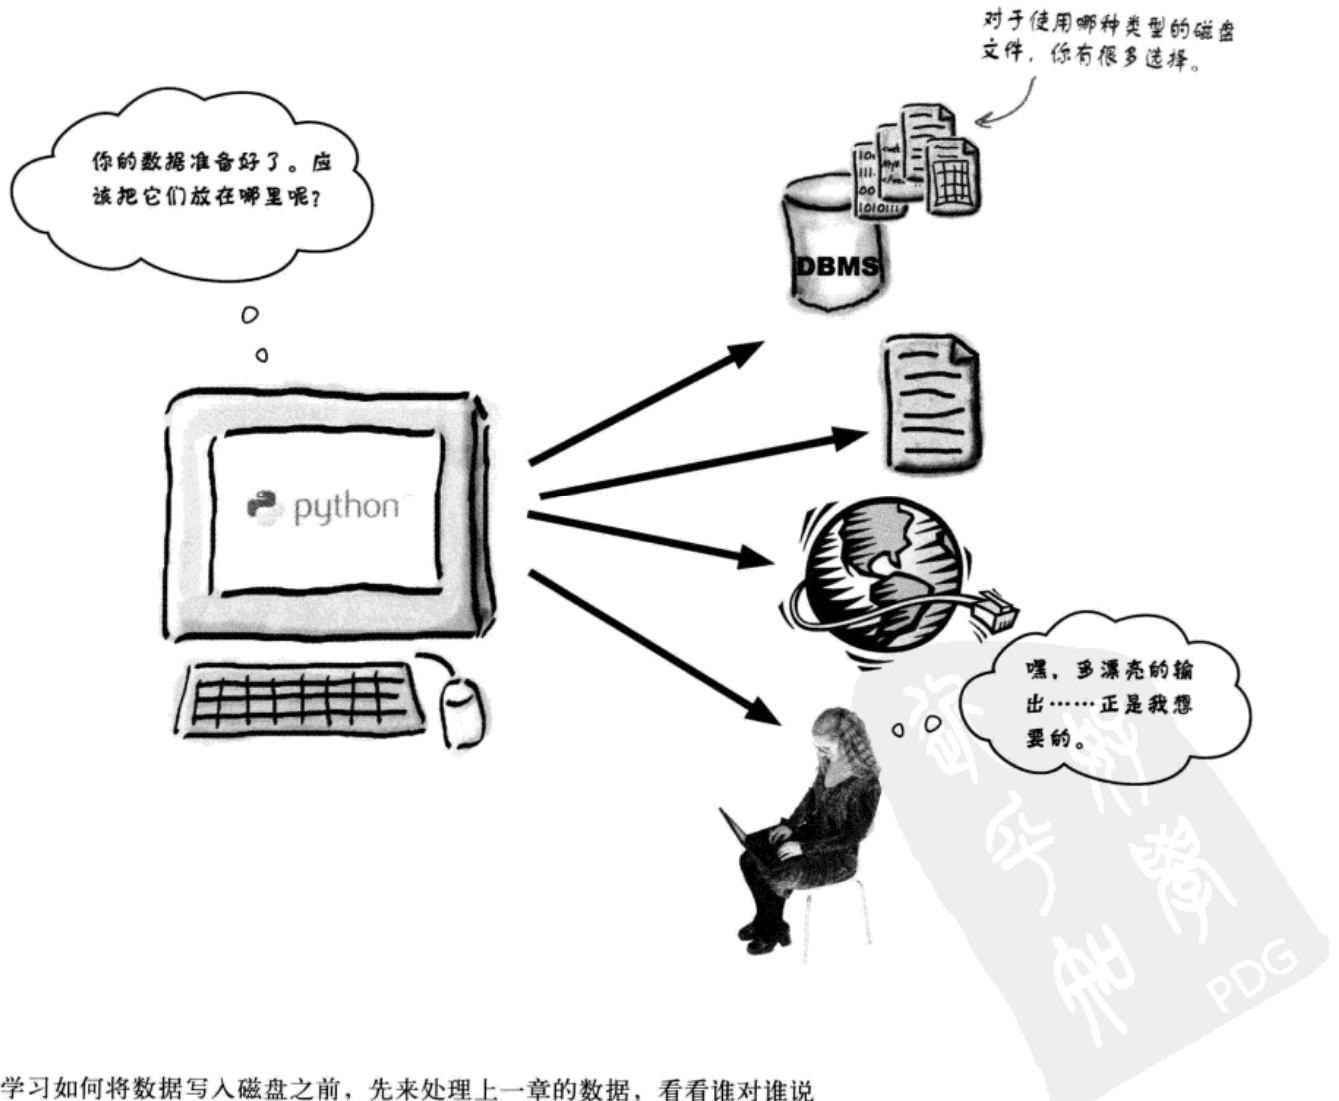 对于使用哪种类型的磁盘
文件，你有很多选择。
你的数据准备好了。应
该把它们放在哪里呢？
DBMS
python
嘿，多漂亮的输
出……正是我想
要的。
PDG
学习如何将数据写入磁盘之前，先来处理上一章的数据，看看谁对谁说